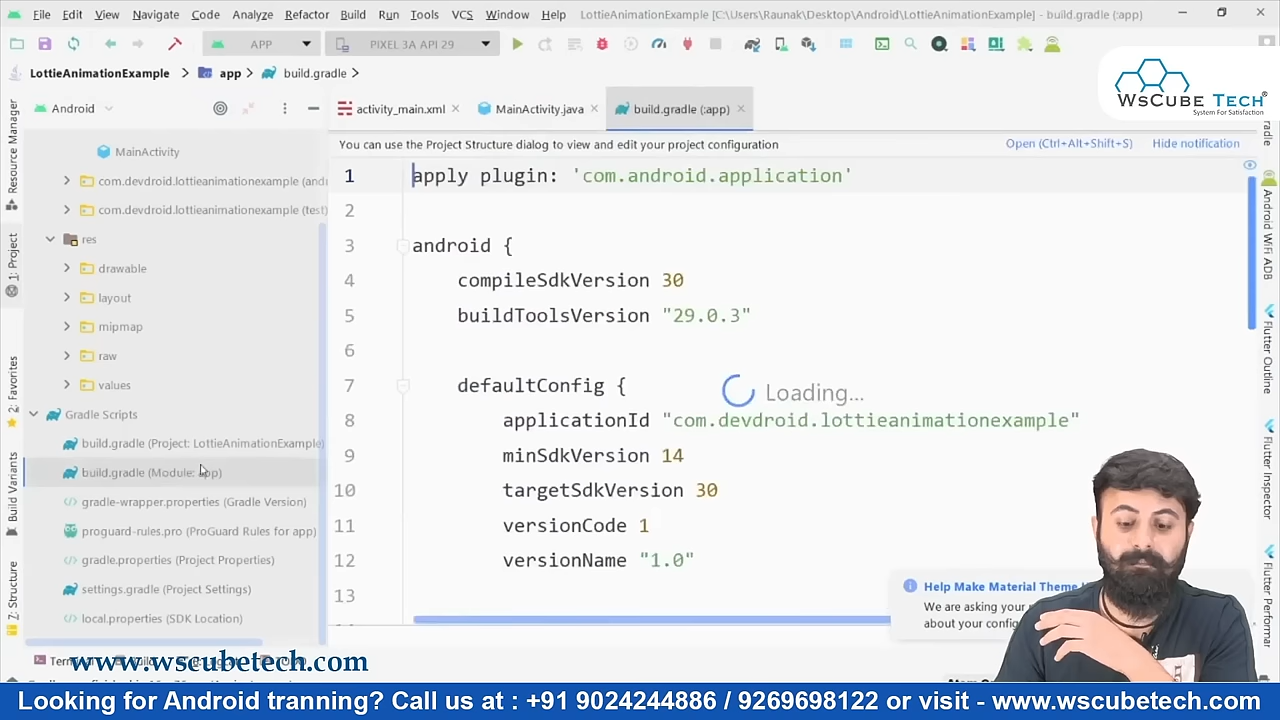 File Edit View Navigate Code Analyze Refactor Build Run Tools VCS Window Help LottieAnimationExample [C:\Users\Raunak\Desktop\Android\LottieAnimationExample] - build.gradle (:app)
APP PIXEL 3A API 29
LottieAnimationExample app build.gradle
WsCube Tech
System For Satisfaction
Android
activity_main.xml MainActivity.java build.gradle (:app)
You can use the Project Structure dialog to view and edit your project configuration Open (Ctrl+Alt+Shift+S) Hide notification
MainActivity
com.devdroid.lottieanimationexample
com.devdroid.lottieanimationexample (test)
res
drawable
layout
mipmap
raw
values
Gradle Scripts
build.gradle (Project: LottieAnimationExample)
build.gradle (Module: app)
gradle-wrapper.properties (Gradle Version)
proguard-rules.pro (ProGuard Rules for app)
gradle.properties (Project Properties)
settings.gradle (Project Settings)
local.properties (SDK Location)
1 apply plugin: 'com.android.application'
2
3 android {
4 compileSdkVersion 30
5 buildToolsVersion "29.0.3"
6
7 defaultConfig {
8 applicationId "com.devdroid.lottieanimationexample"
9 minSdkVersion 14
10 targetSdkVersion 30
11 versionCode 1
12 versionName "1.0"
13
Loading...
Help Make Material Theme
We are asking your
about your config
Resource Manager
1: Project
2: Favorites
Build Variants
7: Structure
Android WiFi ADB
Flutter Outline
Flutter Inspector
Flutter Performa
www.wscubetech.com
Looking for Android tranning? Call us at : +91 9024244886 / 9269698122 or visit - www.wscubetech.com